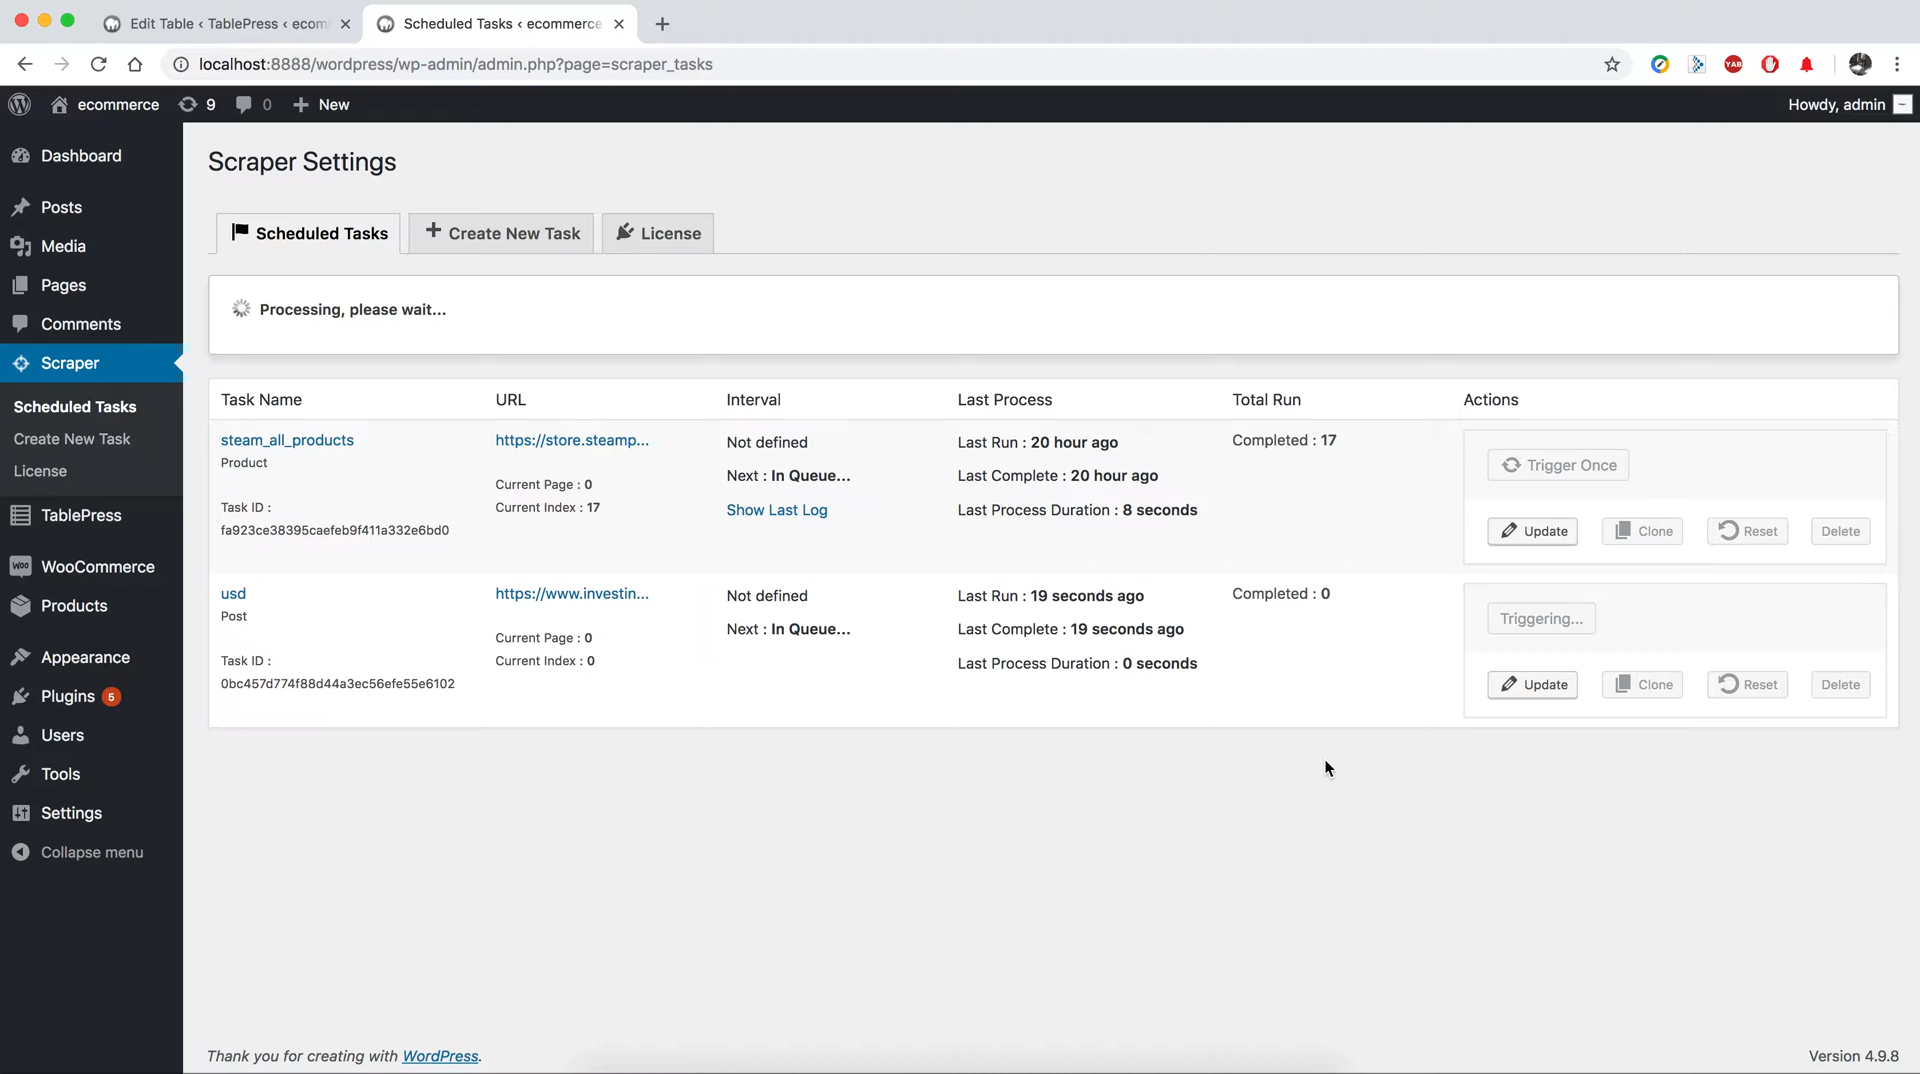 Edit Table ‹ TablePress ‹ ecom
Scheduled Tasks ‹ ecommerce
localhost:8888/wordpress/wp-admin/admin.php?page=scraper_tasks
YAB
ecommerce
9
0
New
Howdy, admin
Dashboard
Posts
Media
Pages
Comments
Scraper
Scheduled Tasks
Create New Task
License
TablePress
WooCommerce
Products
Appearance
Plugins 5
Users
Tools
Settings
Collapse menu
Scraper Settings
Scheduled Tasks
Create New Task
License
Processing, please wait...
Task Name
URL
Interval
Last Process
Total Run
Actions
steam_all_products
Product
Task ID :
fa923ce38395caefeb9f411a332e6bd0
https://store.steamp...
Current Page : 0
Current Index : 17
Not defined
Next : In Queue...
Show Last Log
Last Run : 20 hour ago
Last Complete : 20 hour ago
Last Process Duration : 8 seconds
Completed : 17
Trigger Once
Update
Clone
Reset
Delete
usd
Post
Task ID :
0bc457d774f88d44a3ec56efe55e6102
https://www.investin...
Current Page : 0
Current Index : 0
Not defined
Next : In Queue...
Last Run : 19 seconds ago
Last Complete : 19 seconds ago
Last Process Duration : 0 seconds
Completed : 0
Triggering...
Update
Clone
Reset
Delete
Thank you for creating with WordPress.
Version 4.9.8